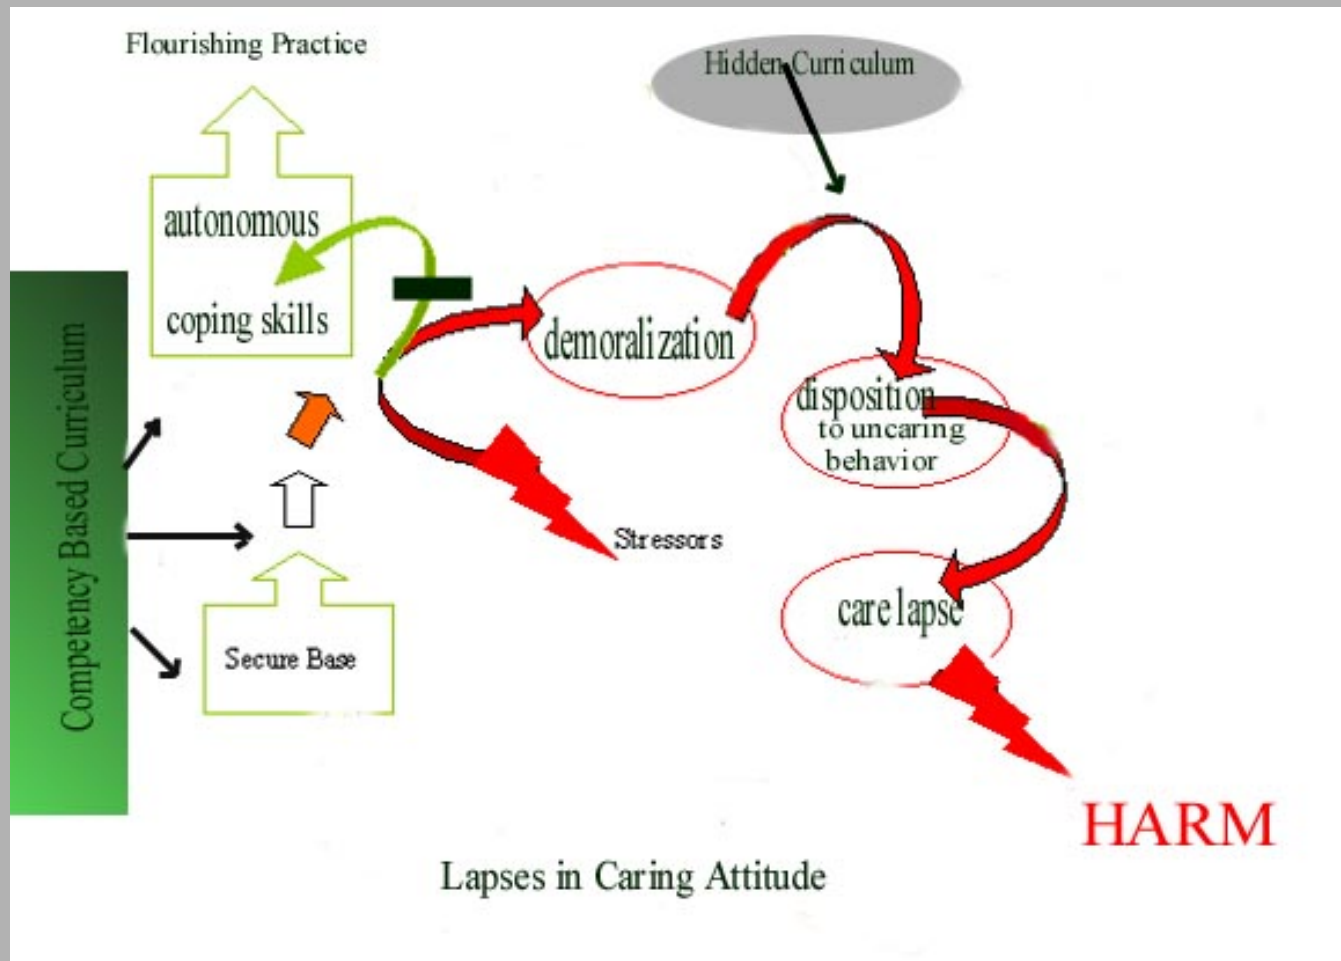 Flourishing Practice
Hidden Curriculum
autonomous
coping skills
demoralization
disposition
to uncaring
behavior
Competency Based Curriculum
Stressors
care lapse
Secure Base
HARM
Lapses in Caring Attitude